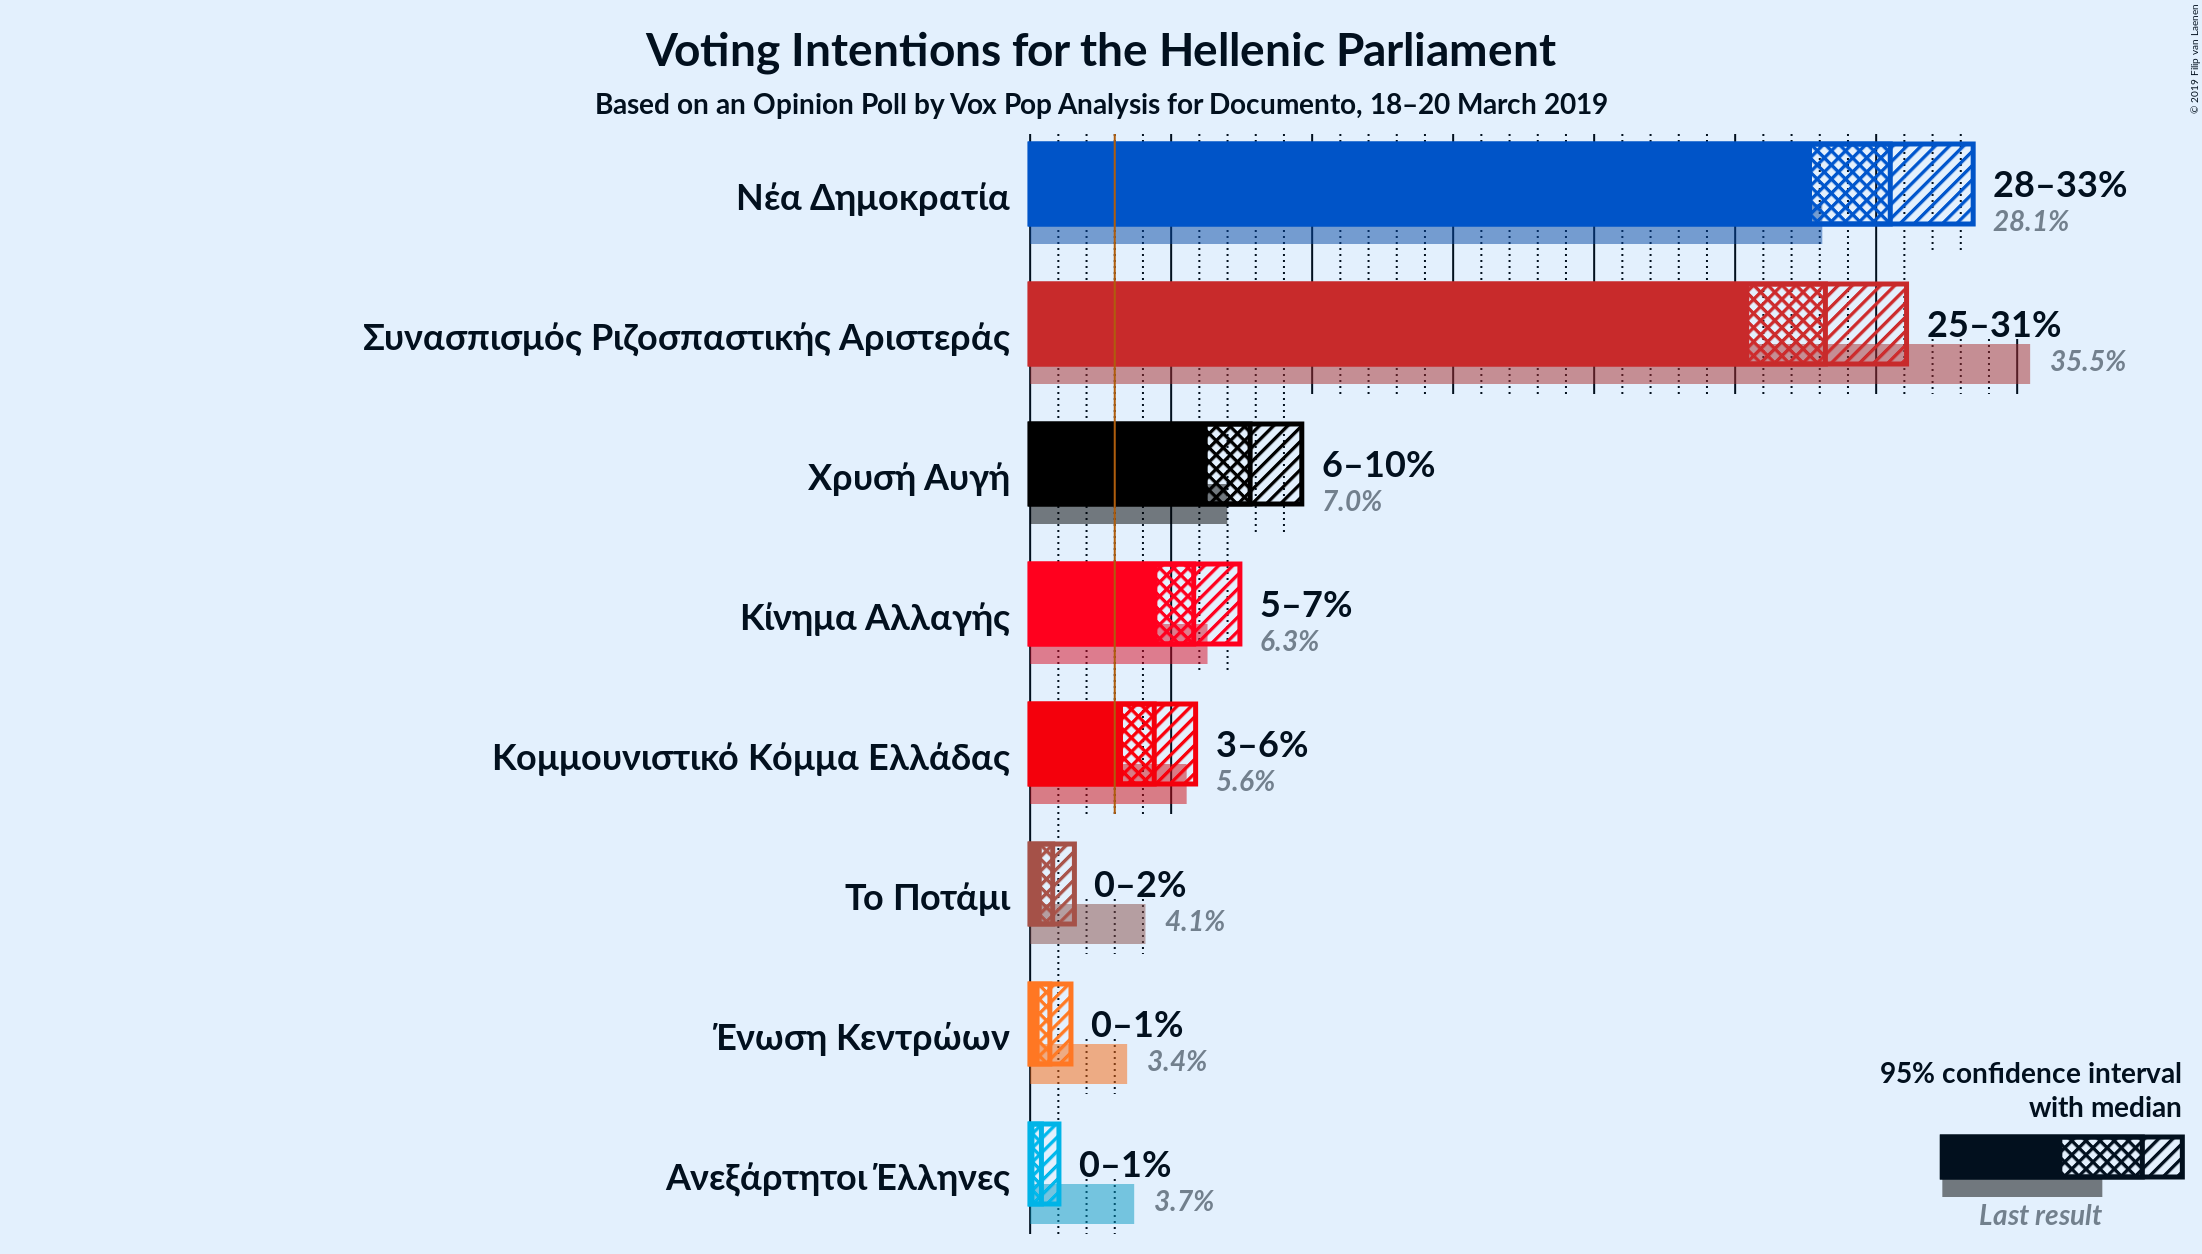 Voting Intentions for the Hellenic Parliament
Based on an Opinion Poll by Vox Pop Analysis for Documento, 18–20 March 2019
© 2019 Filip van Laenen
Νέα Δημοκρατία
28–33%
28.1%
Συνασπισμός Ριζοσπαστικής Αριστεράς
25–31%
35.5%
Χρυσή Αυγή
6–10%
7.0%
Κίνημα Αλλαγής
5–7%
6.3%
Κομμουνιστικό Κόμμα Ελλάδας
3–6%
5.6%
Το Ποτάμι
0–2%
4.1%
Ένωση Κεντρώων
0–1%
3.4%
Ανεξάρτητοι Έλληνες
0–1%
3.7%
95% confidence interval
with median
Last result